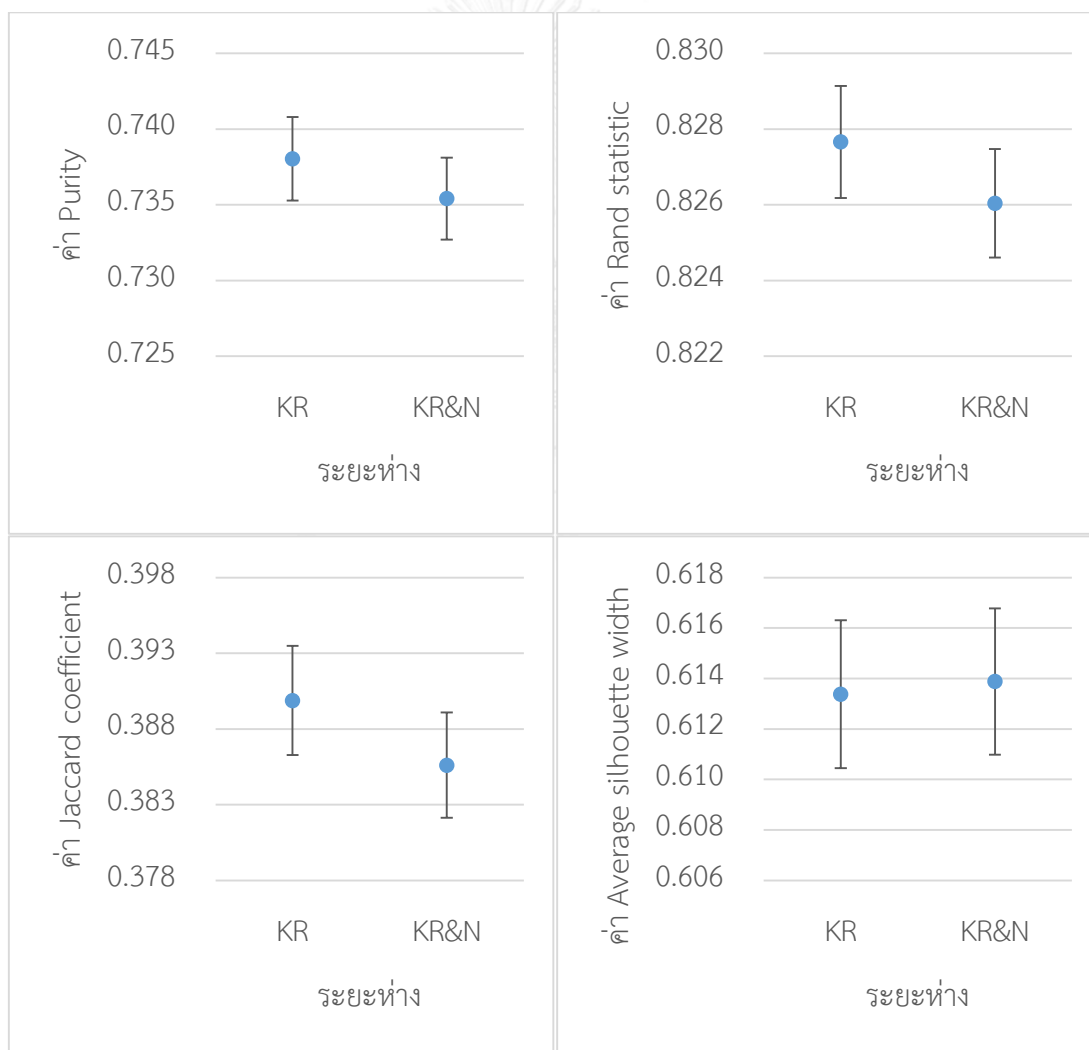 ค่า Purity
0.745
0.740
0.735
0.730
0.725
KR KR&N
ระยะห่าง
ค่า Rand statistic
0.830
0.828
0.826
0.824
0.822
KR KR&N
ระยะห่าง
ค่า Jaccard coefficient
0.398
0.393
0.388
0.383
0.378
KR KR&N
ระยะห่าง
ค่า Average silhouette width
0.618
0.616
0.614
0.612
0.610
0.608
0.606
KR KR&N
ระยะห่าง